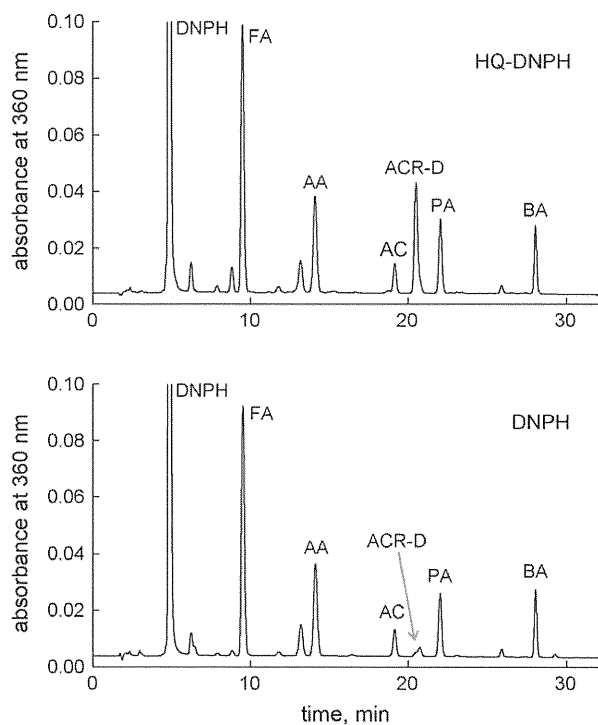 absorbance at 360 nm
0.10
0.08
0.06
0.04
0.02
0.00
DNPH
FA
HQ-DNPH
AA
AC
ACR-D
PA
BA
0
10
20
30
absorbance at 360 nm
0.10
0.08
0.06
0.04
0.02
0.00
DNPH
FA
DNPH
AA
AC
ACR-D
PA
BA
0
10
20
30
time, min